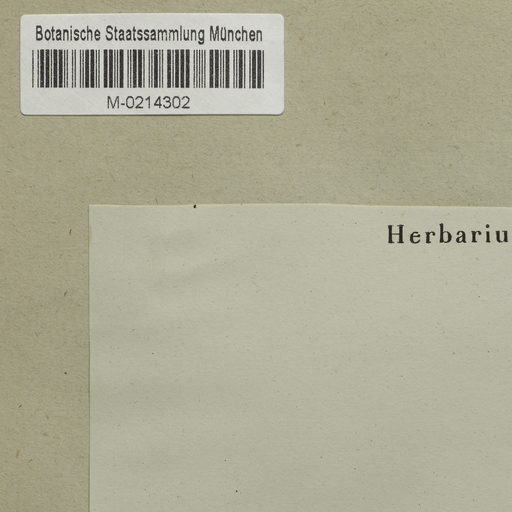 Botanische Staatssammlung München
M-0214302
Herbariu